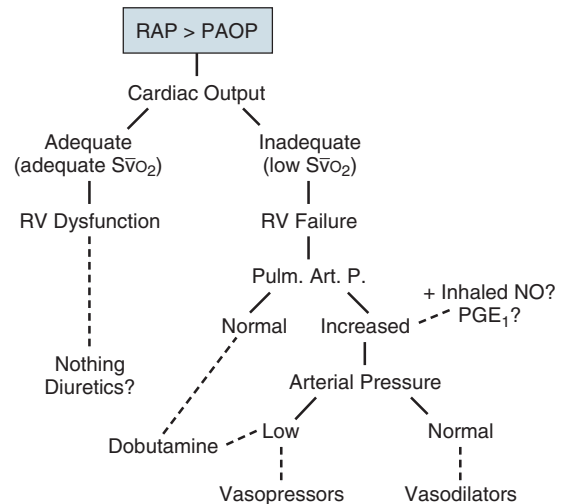 RAP > PAOP
Cardiac Output
Adequate
(adequate Sv̅O₂)
Inadequate
(low Sv̅O₂)
RV Dysfunction
RV Failure
Pulm. Art. P.
+ Inhaled NO?
PGE₁?
Normal
Increased
Nothing
Diuretics?
Arterial Pressure
Dobutamine
Low
Normal
Vasopressors
Vasodilators